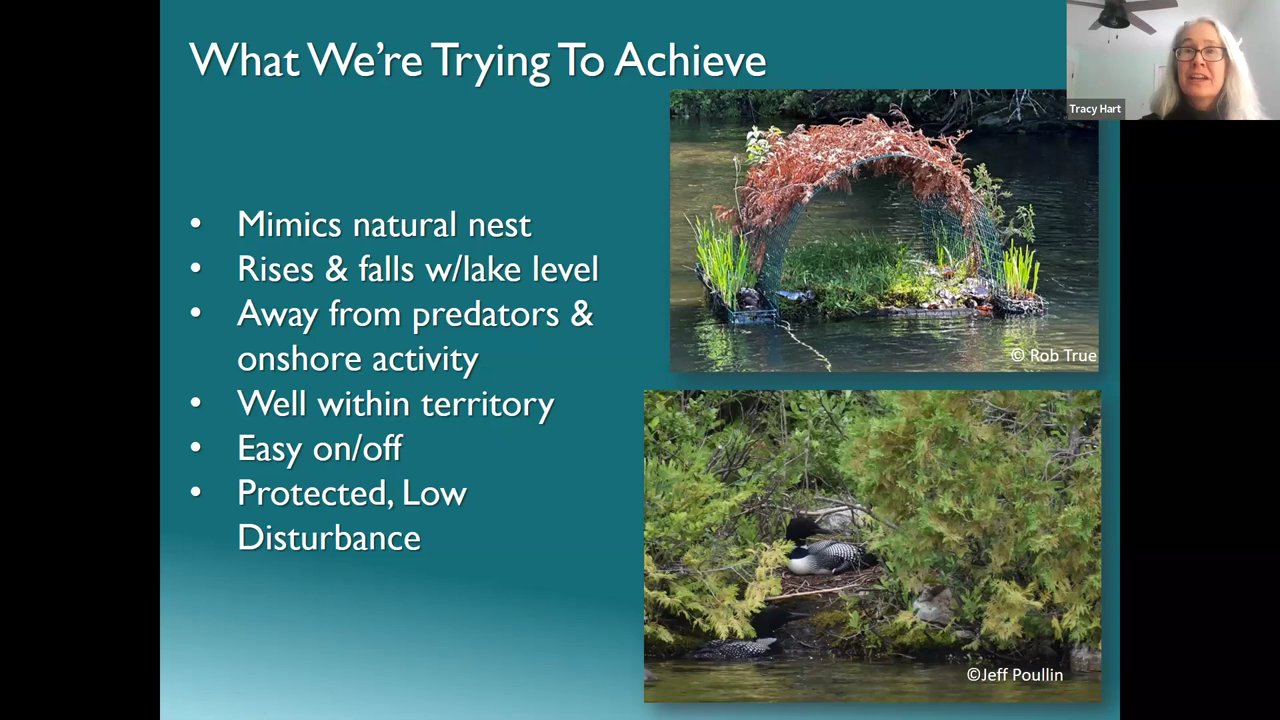 What We're Trying To Achieve
Tracy Hart
• Mimics natural nest
• Rises & falls w/lake level
• Away from predators &
onshore activity
• Well within territory
• Easy on/off
• Protected, Low
Disturbance
© Rob True
©Jeff Poullin